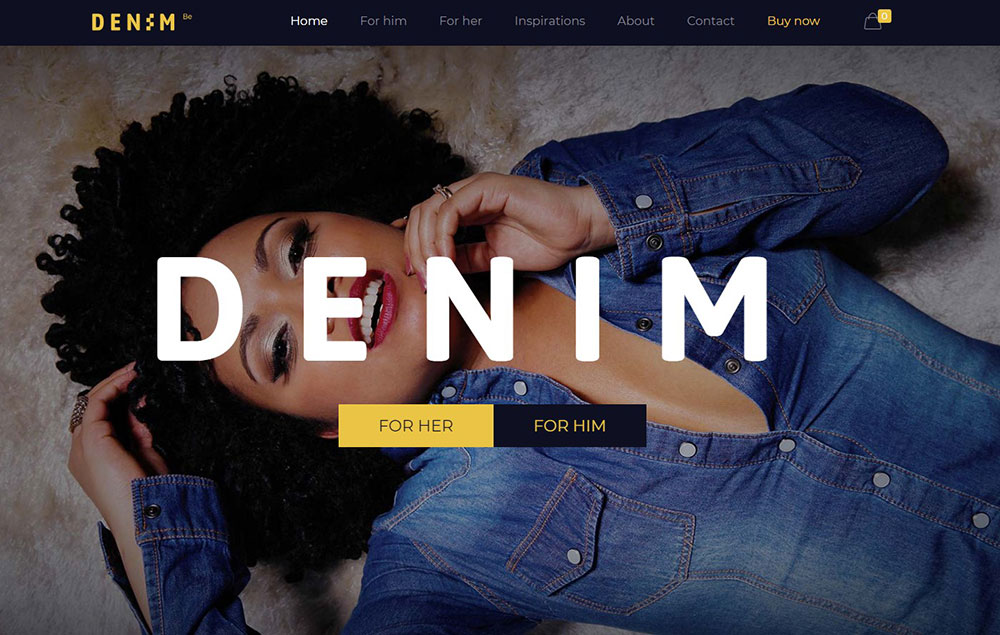 DENIM Be Home For him For her Inspirations About Contact Buy now 0
DENIM
FOR HER FOR HIM